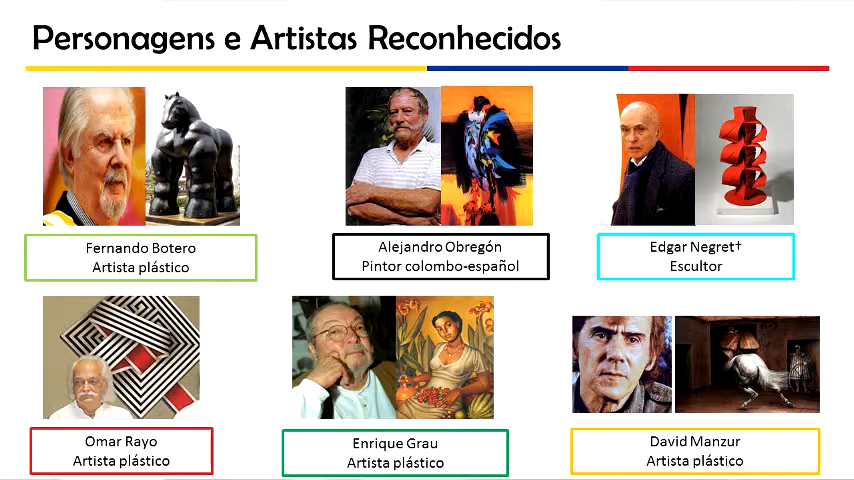 Personagens e Artistas Reconhecidos
Fernando Botero
Artista plástico
Alejandro Obregón
Pintor colombo-español
Edgar Negret†
Escultor
Omar Rayo
Artista plástico
Enrique Grau
Artista plástico
David Manzur
Artista plástico